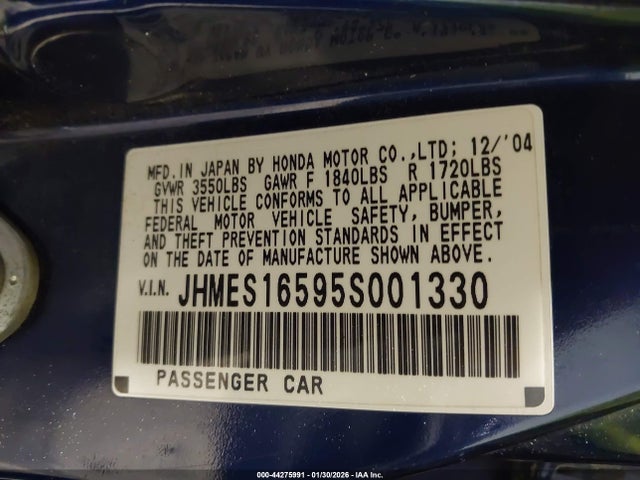 MFD.IN JAPAN BY HONDA MOTOR CO.,LTD; 12/'04
GVWR 3550LBS GAWR F 1840LBS R 1720LBS
THIS VEHICLE CONFORMS TO ALL APPLICABLE
FEDERAL MOTOR VEHICLE SAFETY, BUMPER,
AND THEFT PREVENTION STANDARDS IN EFFECT
ON THE DATE OF MANUFACTURE SHOWN ABOVE.
V.I.N. JHMES16595S001330
PASSENGER CAR
000-44275991 - 01/30/2026 - IAA Inc.